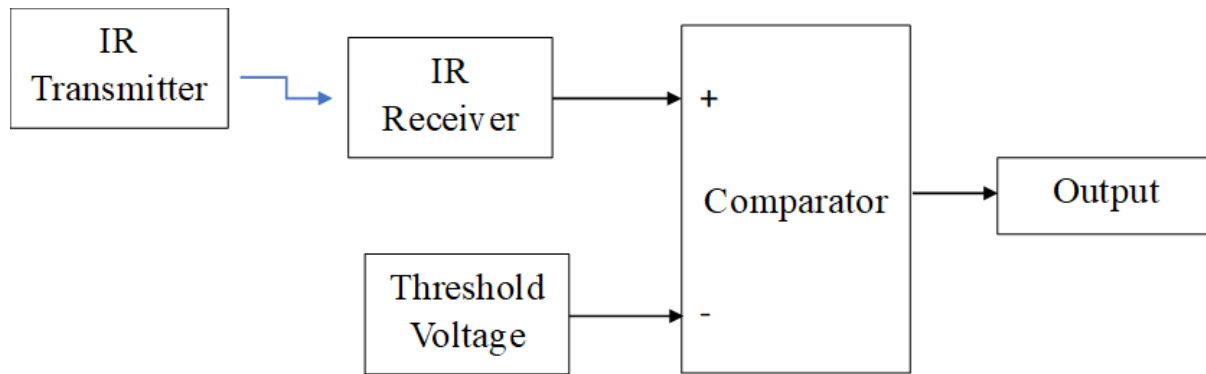 IR
Transmitter
IR
Receiver
+
Comparator
-
Threshold
Voltage
Output